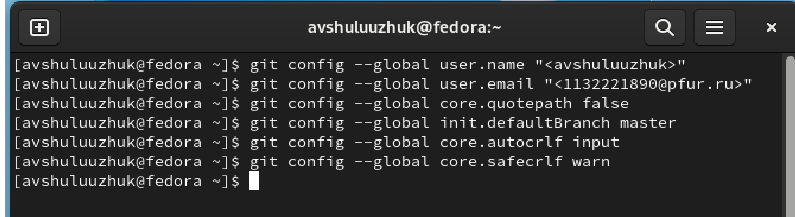 avshuluuzhuk@fedora:~
[avshuluuzhuk@fedora ~]$ git config --global user.name "<avshuluuzhuk>"
[avshuluuzhuk@fedora ~]$ git config --global user.email "<1132221890@pfur.ru>"
[avshuluuzhuk@fedora ~]$ git config --global core.quotepath false
[avshuluuzhuk@fedora ~]$ git config --global init.defaultBranch master
[avshuluuzhuk@fedora ~]$ git config --global core.autocrlf input
[avshuluuzhuk@fedora ~]$ git config --global core.safecrlf warn
[avshuluuzhuk@fedora ~]$